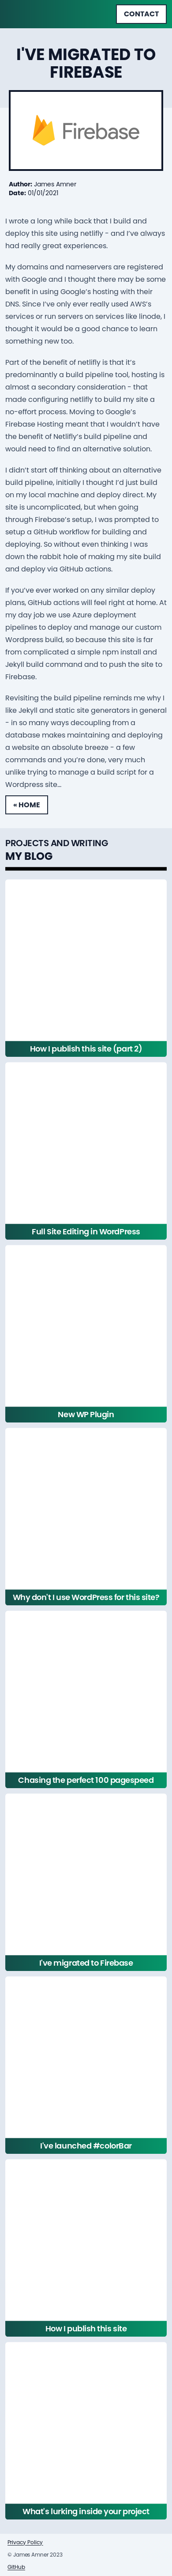 CONTACT
I'VE MIGRATED TO
FIREBASE
Firebase
Author: James Amner
Date: 01/01/2021
I wrote a long while back that I build and
deploy this site using netlify - and I've always
had really great experiences.
My domains and nameservers are registered
with Google and I thought there may be some
benefit in using Google's hosting with their
DNS. Since I've only ever really used AWS's
services or run servers on services like linode, I
thought it would be a good chance to learn
something new too.
Part of the benefit of netlifly is that it's
predominantly a build pipeline tool, hosting is
almost a secondary consideration - that
made configuring netlifly to build my site a
no-effort process. Moving to Google's
Firebase Hosting meant that I wouldn't have
the benefit of Netlifly's build pipeline and
would need to find an alternative solution.
I didn't start off thinking about an alternative
build pipeline, initially I thought I'd just build
on my local machine and deploy direct. My
site is uncomplicated, but when going
through Firebase's setup, I was prompted to
setup a GitHub workflow for building and
deploying. So without even thinking I was
down the rabbit hole of making my site build
and deploy via GitHub actions.
If you've ever worked on any similar deploy
plans, GitHub actions will feel right at home. At
my day job we use Azure deployment
pipelines to deploy and manage our custom
Wordpress build, so because this site is far
from complicated a simple npm install and
Jekyll build command and to push the site to
Firebase.
Revisiting the build pipeline reminds me why I
like Jekyll and static site generators in general
- in so many ways decoupling from a
database makes maintaining and deploying
a website an absolute breeze - a few
commands and you're done, very much
unlike trying to manage a build script for a
Wordpress site...
« HOME
PROJECTS AND WRITING
MY BLOG
How I publish this site (part 2)
Full Site Editing in WordPress
New WP Plugin
Why don't I use WordPress for this site?
Chasing the perfect 100 pagespeed
I've migrated to Firebase
I've launched #colorBar
How I publish this site
What's lurking inside your project
Privacy Policy
© James Amner 2023
GitHub